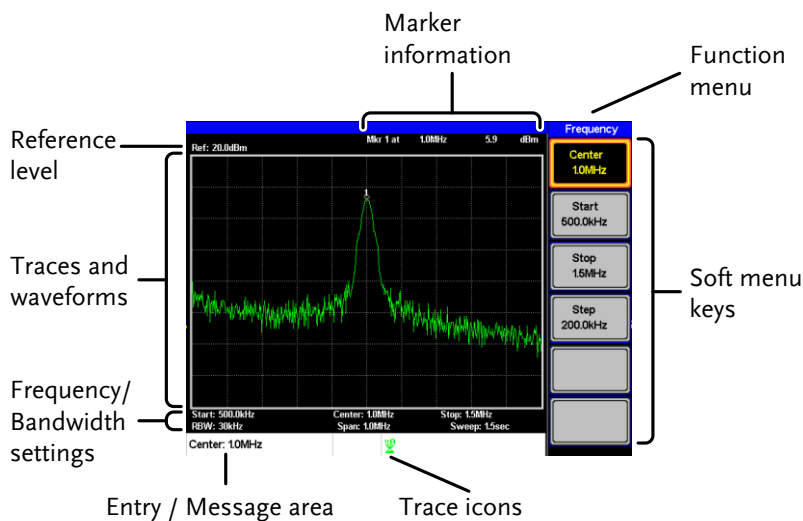 Marker
information
Function
menu
Reference
level
Traces and
waveforms
Frequency/
Bandwidth
settings
Mkr 1 at 1.0MHz 5.9 dBm
Ref: 20.0dBm
1
Start: 500.0kHz Center: 1.0MHz Stop: 1.5MHz
RBW: 30kHz Span: 1.0MHz Sweep: 1.5sec
Center: 1.0MHz
Frequency
Center
1.0MHz
Start
500.0kHz
Stop
1.5MHz
Step
200.0kHz
Soft menu
keys
Entry / Message area
Trace icons